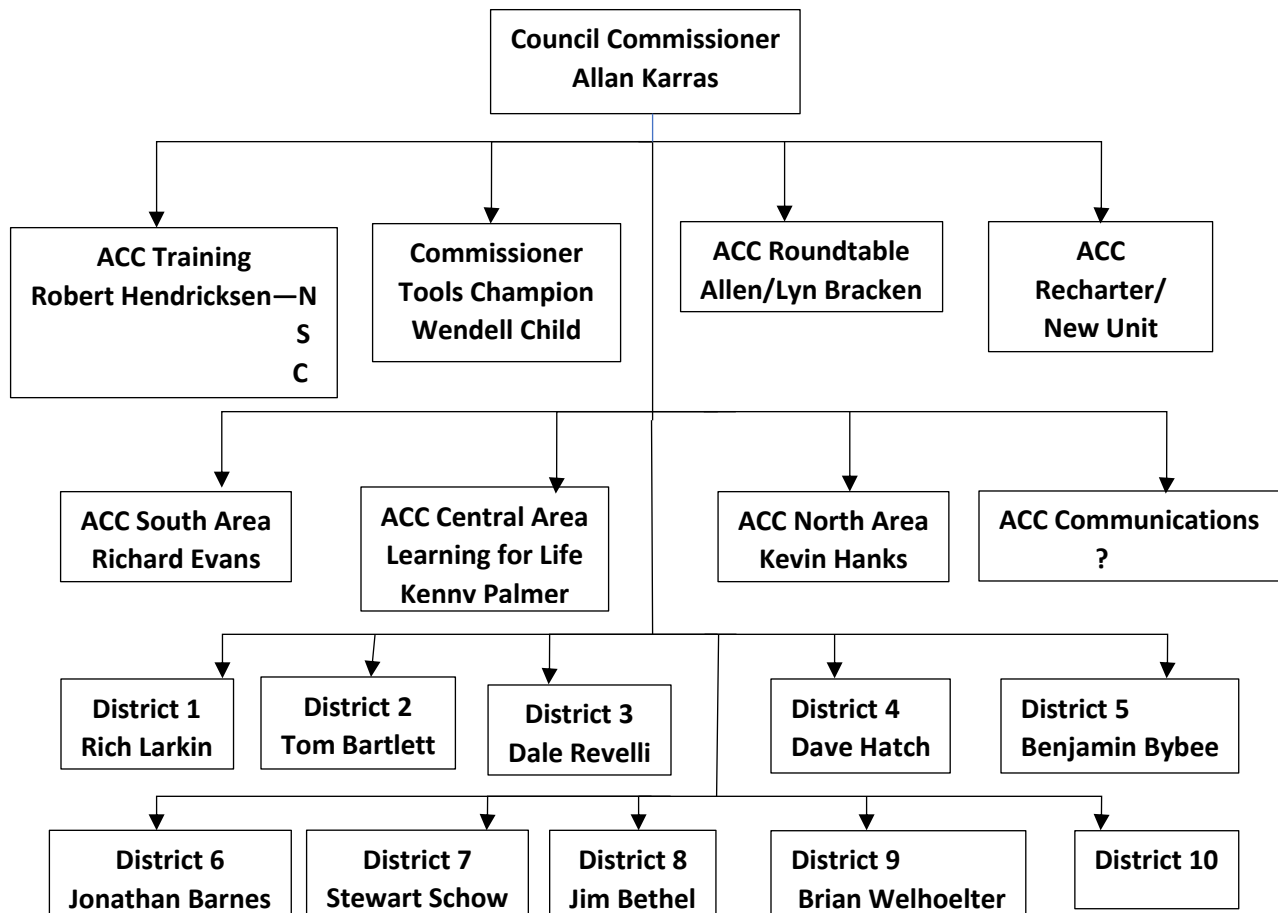 Council Commissioner
Allan Karras
ACC Training
Robert Hendricksen—N
S
C
Commissioner
Tools Champion
Wendell Child
ACC Roundtable
Allen/Lyn Bracken
ACC
Recharter/
New Unit
ACC South Area
Richard Evans
ACC Central Area
Learning for Life
Kenny Palmer
ACC North Area
Kevin Hanks
ACC Communications
?
District 1
Rich Larkin
District 2
Tom Bartlett
District 3
Dale Revelli
District 4
Dave Hatch
District 5
Benjamin Bybee
District 6
Jonathan Barnes
District 7
Stewart Schow
District 8
Jim Bethel
District 9
Brian Welhoelter
District 10